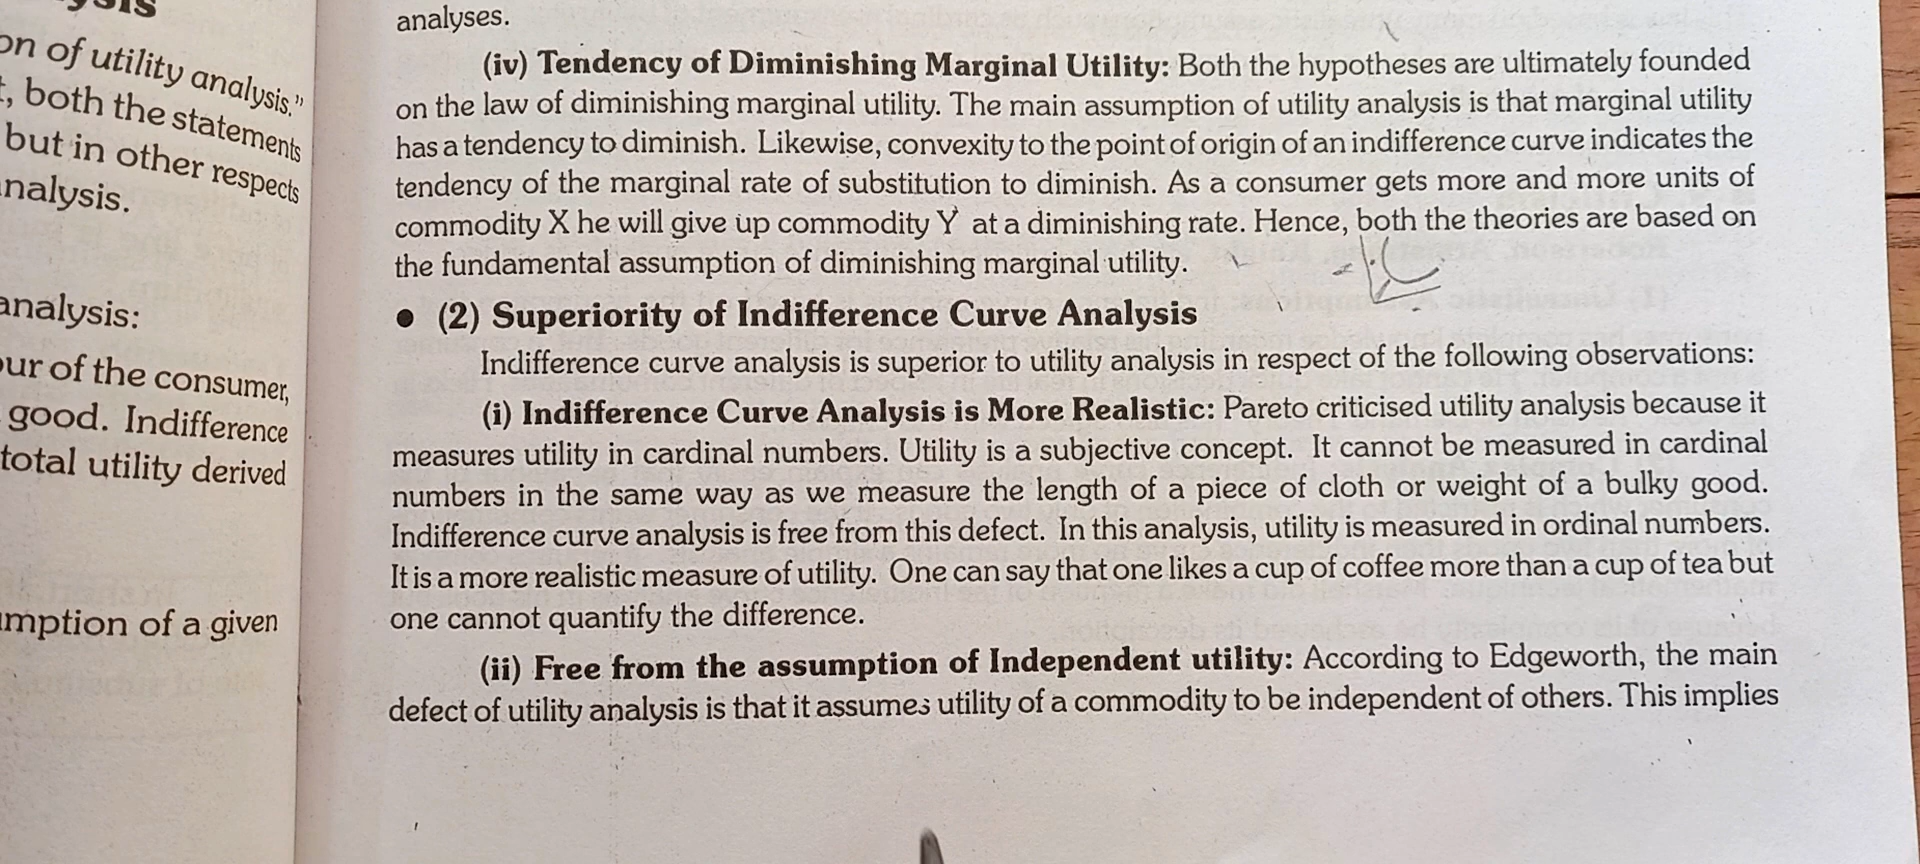 ysis
on of utility analysis."
, both the statements
but in other respects
nalysis.
analysis:
our of the consumer,
good. Indifference
total utility derived
mption of a given
analyses.
(iv) Tendency of Diminishing Marginal Utility: Both the hypotheses are ultimately founded
on the law of diminishing marginal utility. The main assumption of utility analysis is that marginal utility
has a tendency to diminish. Likewise, convexity to the point of origin of an indifference curve indicates the
tendency of the marginal rate of substitution to diminish. As a consumer gets more and more units of
commodity X he will give up commodity Y at a diminishing rate. Hence, both the theories are based on
the fundamental assumption of diminishing marginal utility.
● (2) Superiority of Indifference Curve Analysis
Indifference curve analysis is superior to utility analysis in respect of the following observations:
(i) Indifference Curve Analysis is More Realistic: Pareto criticised utility analysis because it
measures utility in cardinal numbers. Utility is a subjective concept. It cannot be measured in cardinal
numbers in the same way as we measure the length of a piece of cloth or weight of a bulky good.
Indifference curve analysis is free from this defect. In this analysis, utility is measured in ordinal numbers.
It is a more realistic measure of utility. One can say that one likes a cup of coffee more than a cup of tea but
one cannot quantify the difference.
(ii) Free from the assumption of Independent utility: According to Edgeworth, the main
defect of utility analysis is that it assumes utility of a commodity to be independent of others. This implies